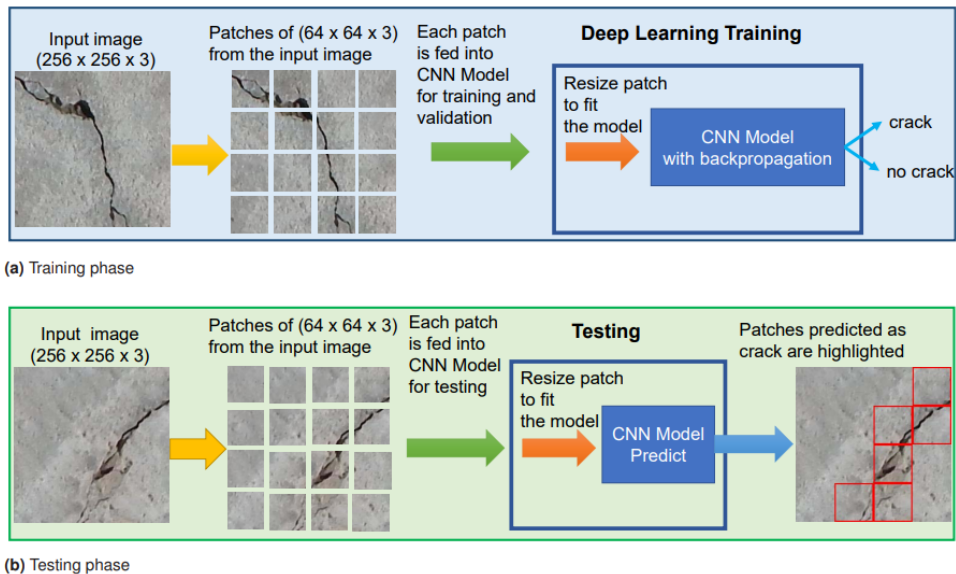 Input image
(256 x 256 x 3)
Patches of (64 x 64 x 3)
from the input image
Each patch
is fed into
CNN Model
for training and
validation
Deep Learning Training
Resize patch
to fit
the model
CNN Model
with backpropagation
crack
no crack
(a) Training phase
Input image
(256 x 256 x 3)
Patches of (64 x 64 x 3)
from the input image
Each patch
is fed into
CNN Model
for testing
Testing
Resize patch
to fit
the model
CNN Model
Predict
Patches predicted as
crack are highlighted
(b) Testing phase